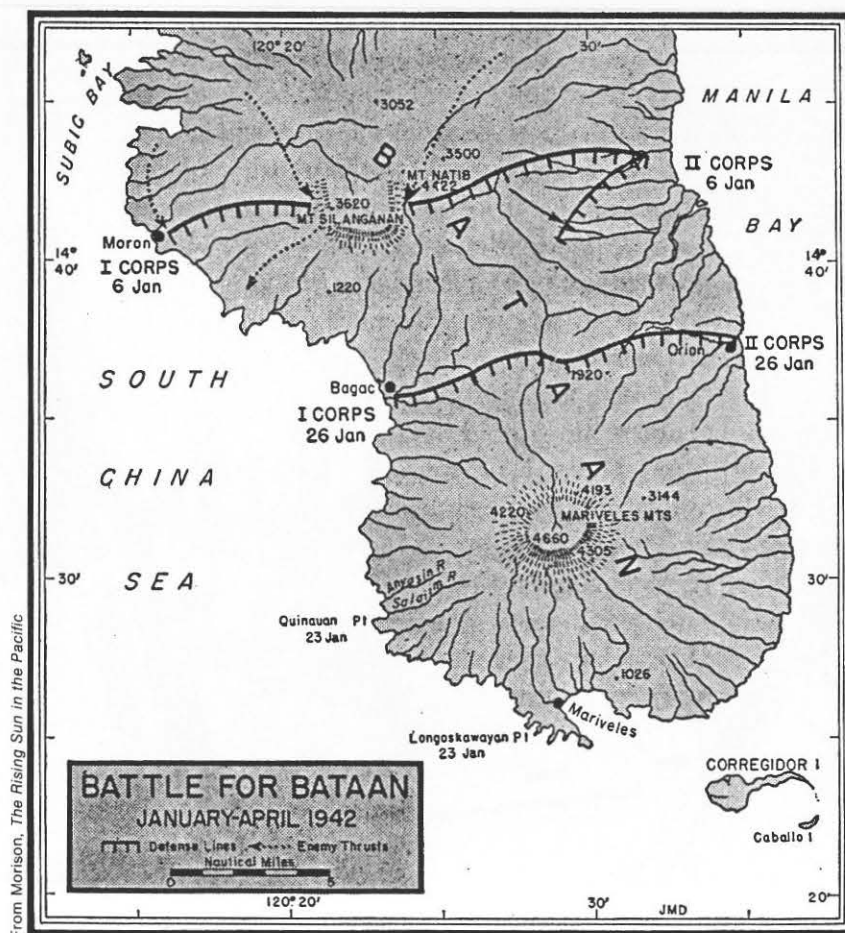 120° 20'
30'
SUBIG BAY
MANILA
BAY
3052
3500
MT. NATIB
4422
3620
MT SILANGANAN
II CORPS
6 Jan
Moron
I CORPS
6 Jan
14°
40'
14°
40'
1220
BATAAN
SOUTH
CHINA
SEA
Bagac
I CORPS
26 Jan
Orion
II CORPS
26 Jan
1920
4193
3144
4220
MARIVELES MTS
4660
4305
30'
30'
Anyasin R
Salaiim R
Quinauan Pt
23 Jan
1026
Mariveles
Longoskawayan Pt
23 Jan
CORREGIDOR I
Caballo I
BATTLE FOR BATAAN
JANUARY-APRIL 1942
Defense Lines Enemy Thrusts
Nautical Miles
0 5
120° 20'
30'
20'
JMD
From Morison, The Rising Sun in the Pacific